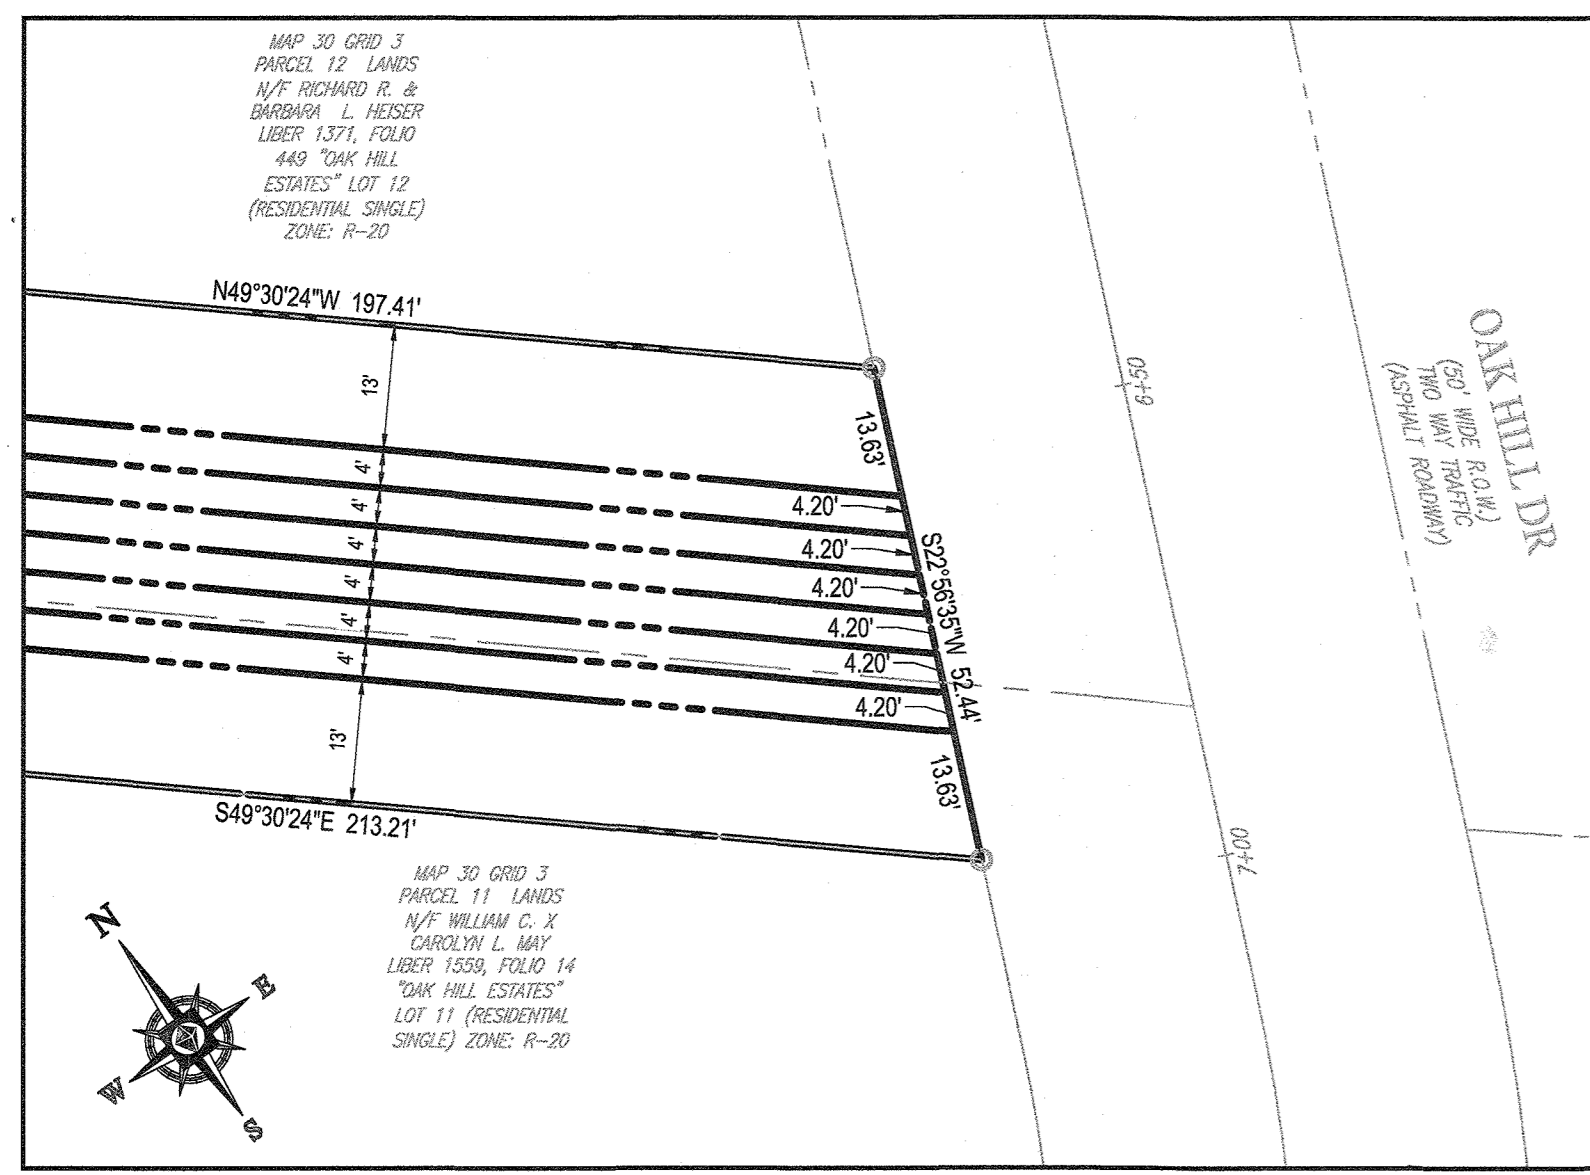 MAP 30 GRID 3
PARCEL 12 LANDS
N/F RICHARD R. &
BARBARA L. HEISER
LIBER 1371, FOLIO
449 "OAK HILL
ESTATES" LOT 12
(RESIDENTIAL SINGLE)
ZONE: R-20
N49°30'24"W 197.41'
13'
4'
4'
4'
4'
4'
4'
13'
13.63'
4.20'
4.20'
4.20'
4.20'
4.20'
4.20'
13.63'
S22°56'35"W 52.44'
6+50
7+00
OAK HILL DR
(50' WIDE R.O.W.)
TWO WAY TRAFFIC
(ASPHALT ROADWAY)
S49°30'24"E 213.21'
MAP 30 GRID 3
PARCEL 11 LANDS
N/F WILLIAM C. X
CAROLYN L. MAY
LIBER 1559, FOLIO 14
"OAK HILL ESTATES"
LOT 11 (RESIDENTIAL
SINGLE) ZONE: R-20
N
E
W
S